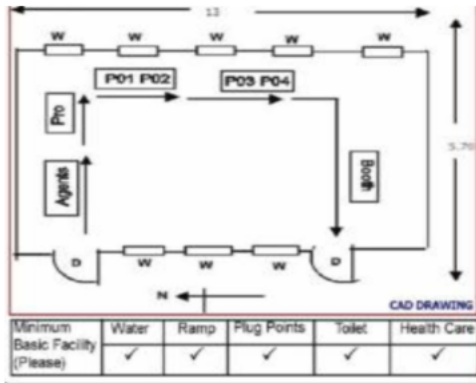 13
W W W W W
P01 P02 P03 P04
Pro
5.70
Agents
Booth
D W W W D
N
CAD DRAWING
Minimum Basic Facility (Please) Water Ramp Plug Points Toilet Health Care
✓ ✓ ✓ ✓ ✓